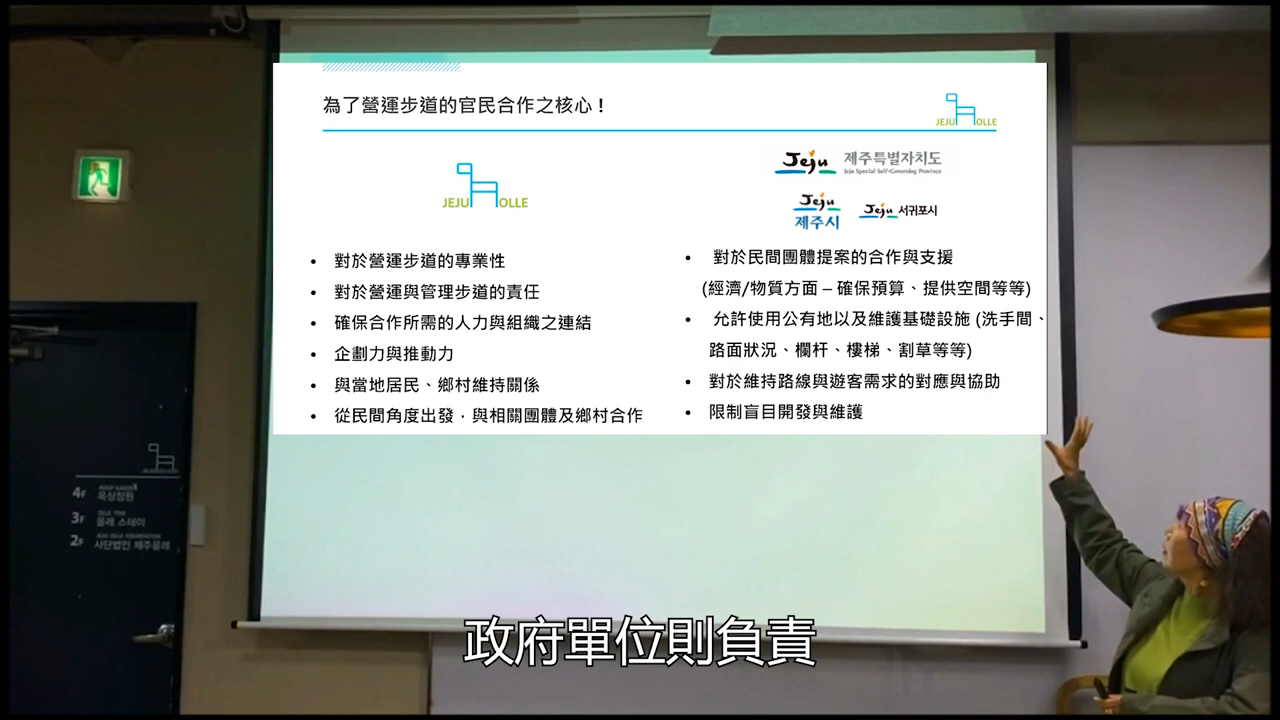 為了營運步道的官民合作之核心！
JEJU OLLE
JEJU OLLE
• 對於營運步道的專業性
• 對於營運與管理步道的責任
• 確保合作所需的人力與組織之連結
• 企劃力與推動力
• 與當地居民、鄉村維持關係
• 從民間角度出發，與相關團體及鄉村合作
Jeju 제주특별자치도
Jeju Special Self-Governing Province
Jeju 제주시
Jeju 서귀포시
• 對於民間團體提案的合作與支援
(經濟/物質方面 – 確保預算、提供空間等等)
• 允許使用公有地以及維護基礎設施 (洗手間、
路面狀況、欄杆、樓梯、割草等等)
• 對於維持路線與遊客需求的對應與協助
• 限制盲目開發與維護
4F ROOF GARDEN
옥상정원
3F OLLE STAY
올레 스테이
2F JEJU OLLE FOUNDATION
사단법인 제주올레
政府單位則負責